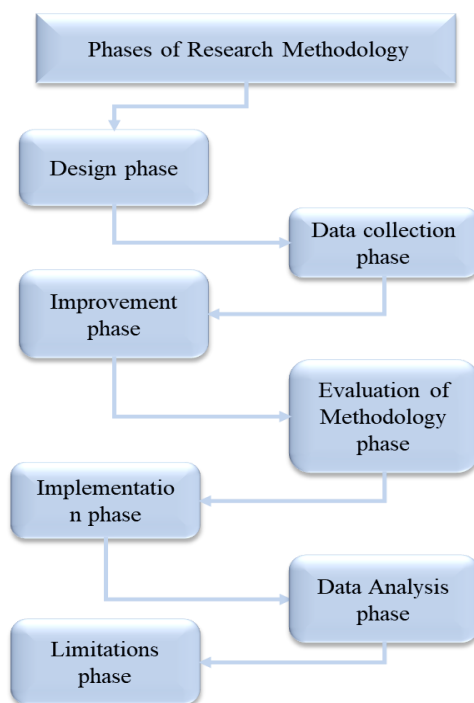 Phases of Research Methodology
Design phase
Data collection
phase
Improvement
phase
Evaluation of
Methodology
phase
Implementatio
n phase
Data Analysis
phase
Limitations
phase